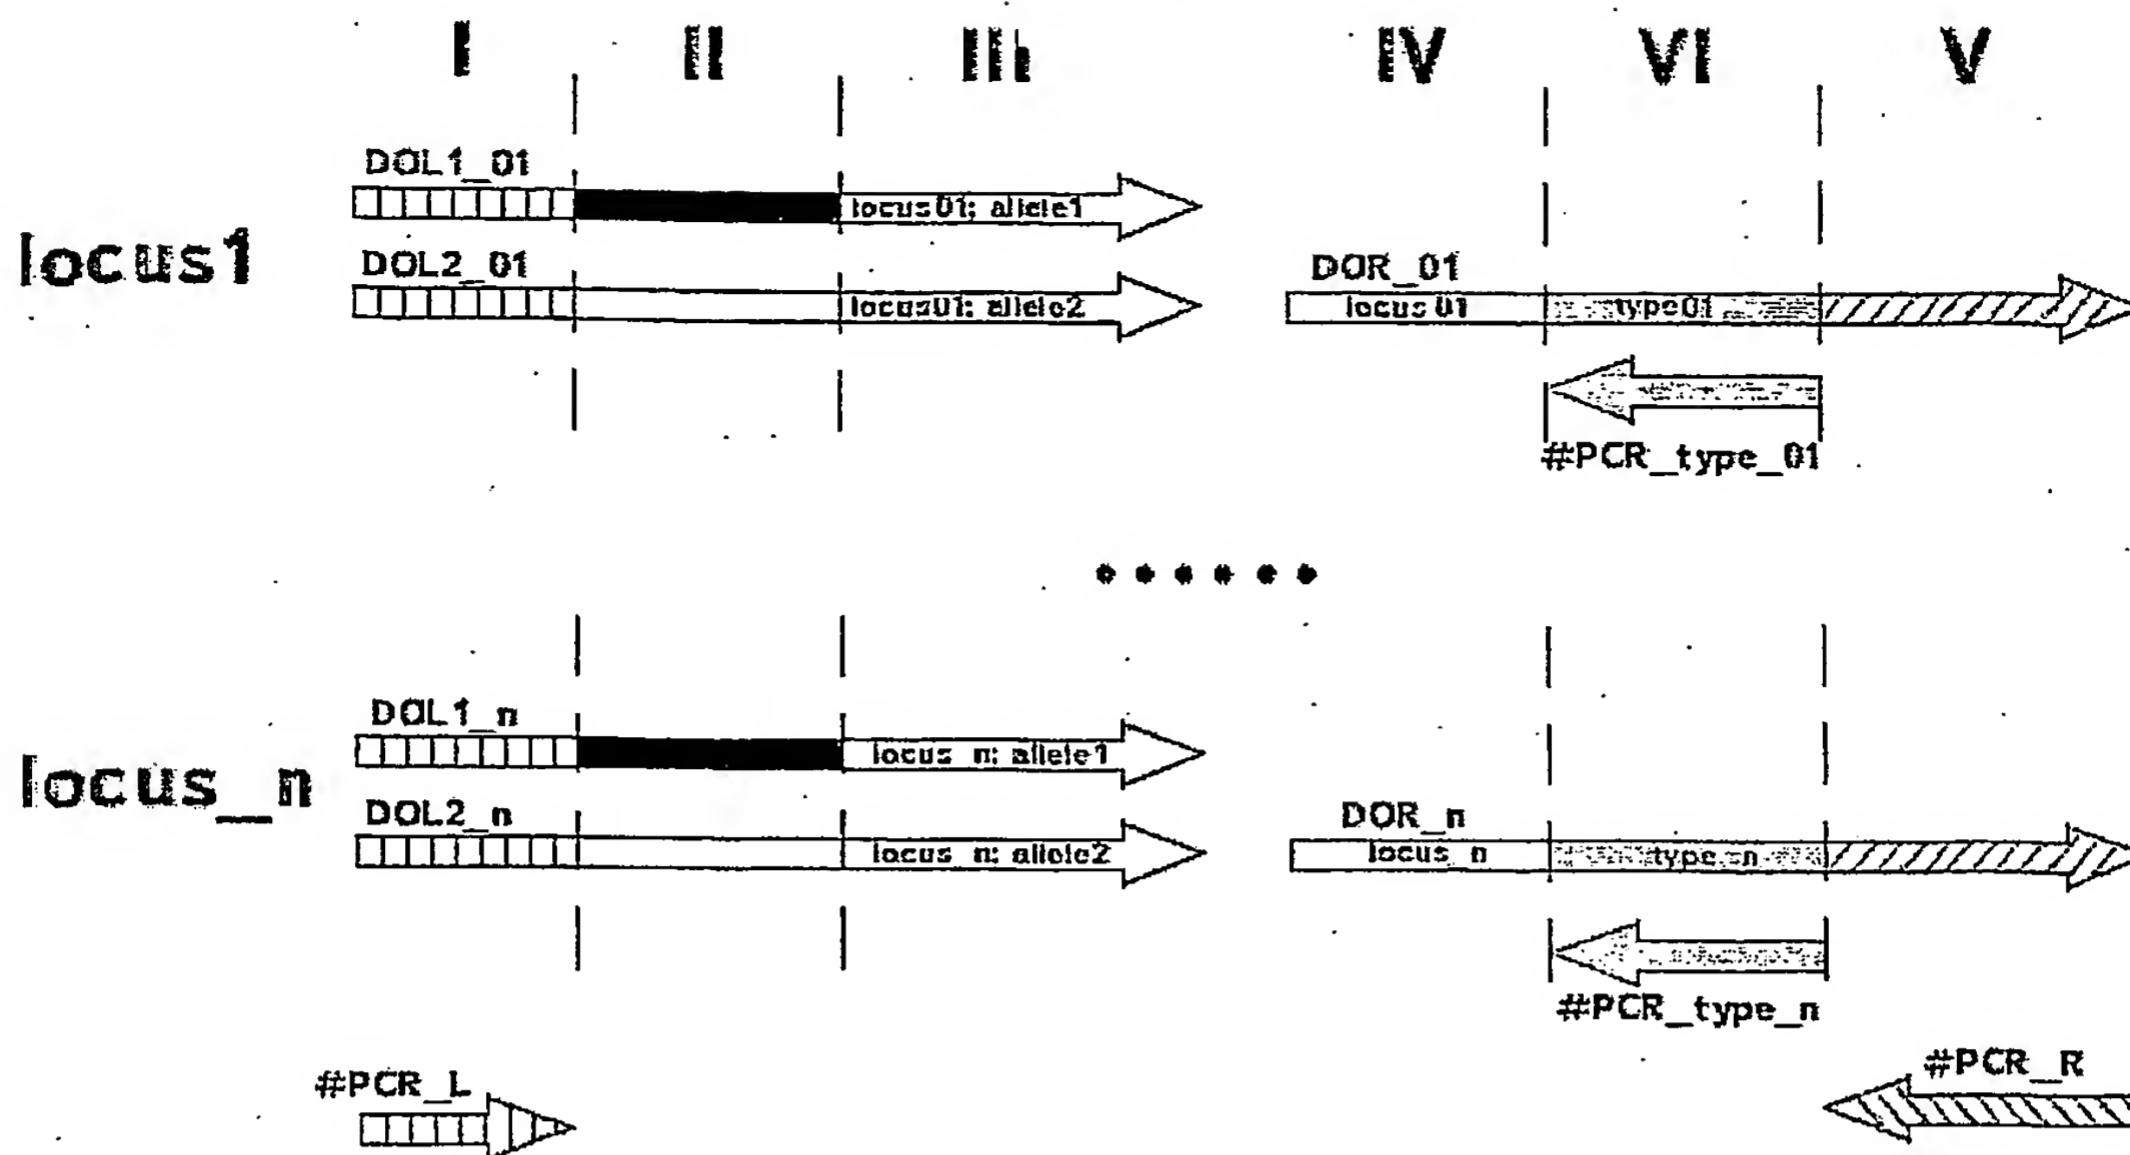 I II III IV VI V
DOL1_01
locus01; allele1
locus1
DOL2_01
locus01; allele2
DOR_01
locus 01 type01
#PCR_type_01
DOL1_n
locus_n; allele1
locus_n
DOL2_n
locus_n; allele2
DOR_n
locus_n type_n
#PCR_type_n
#PCR_L
#PCR_R